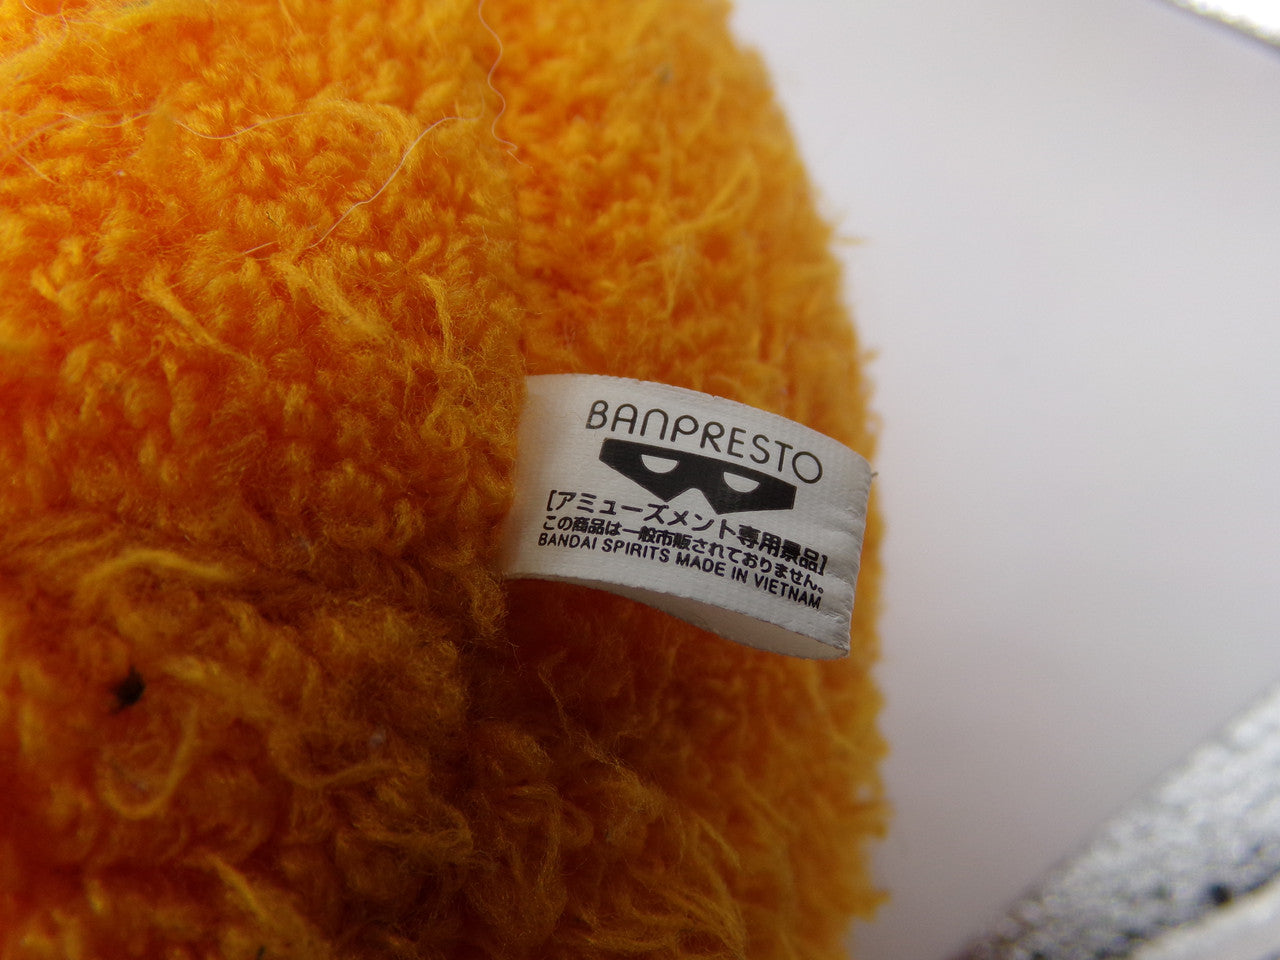 BANPRESTO
[アミューズメント専用景品]
この商品は一般市販されておりません。
BANDAI SPIRITS MADE IN VIETNAM